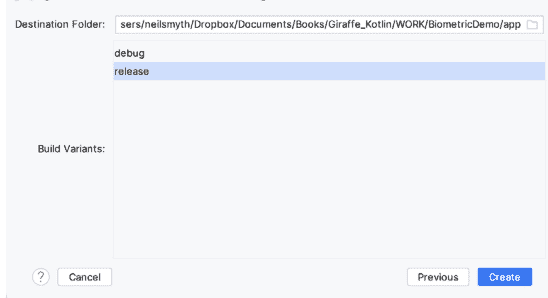 Destination Folder: sers/neilsmyth/Dropbox/Documents/Books/Giraffe_Kotlin/WORK/BiometricDemo/app
debug
release
Build Variants:
? Cancel Previous Create